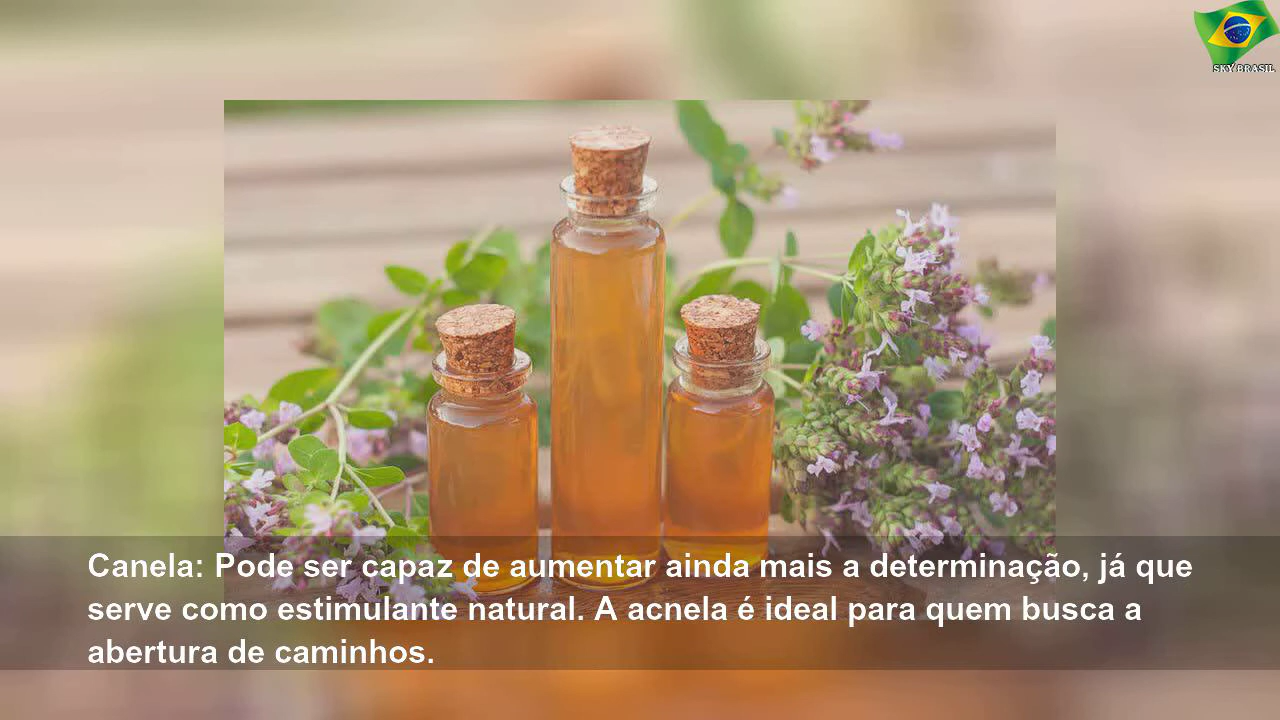 SKY BRASIL
Canela: Pode ser capaz de aumentar ainda mais a determinação, já que
serve como estimulante natural. A acnela é ideal para quem busca a
abertura de caminhos.